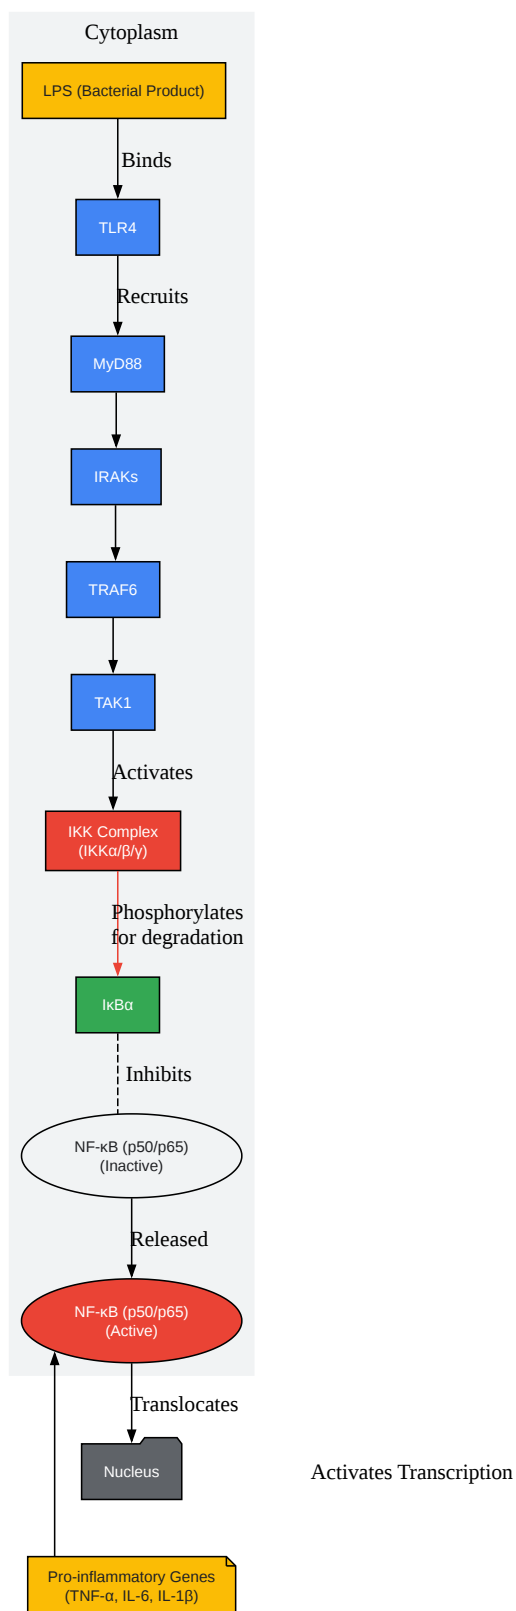 Cytoplasm
LPS (Bacterial Product)
Binds
TLR4
Recruits
MyD88
IRAKs
TRAF6
TAK1
Activates
IKK Complex
(IKKα/β/γ)
Phosphorylates
for degradation
IκBα
Inhibits
NF-κB (p50/p65)
(Inactive)
Released
NF-κB (p50/p65)
(Active)
Translocates
Nucleus
Activates Transcription
Pro-inflammatory Genes
(TNF-α, IL-6, IL-1β)